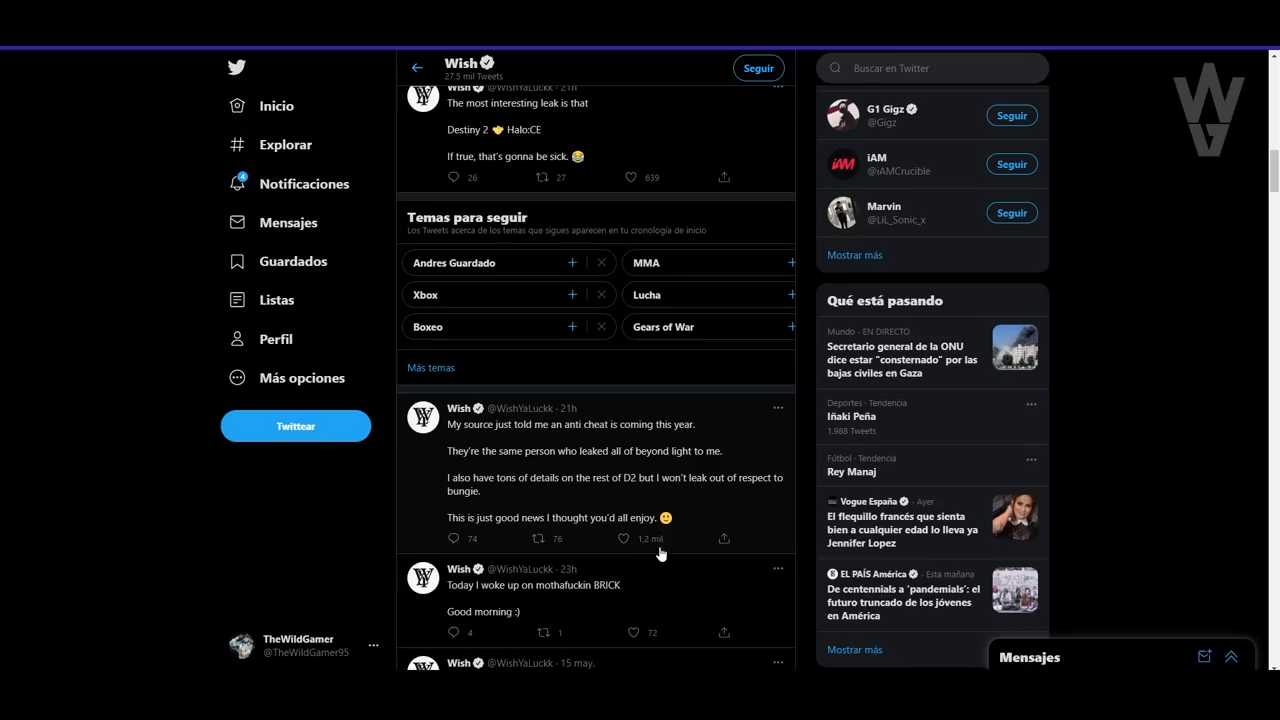 Inicio
Explorar
4
Notificaciones
Mensajes
Guardados
Listas
Perfil
Más opciones
Twittear
TheWildGamer
@TheWildGamer95
Wish
27,5 mil Tweets
Seguir
Wish @WishYaLuckk · 21h
The most interesting leak is that
Destiny 2 🤝 Halo:CE
If true, that's gonna be sick. 😂
26 27 639
Temas para seguir
Los Tweets acerca de los temas que sigues aparecen en tu cronología de inicio
Andres Guardado MMA
Xbox Lucha
Boxeo Gears of War
Más temas
Wish @WishYaLuckk · 21h
My source just told me an anti cheat is coming this year.
They're the same person who leaked all of beyond light to me.
I also have tons of details on the rest of D2 but I won't leak out of respect to
bungie.
This is just good news I thought you'd all enjoy. 🙂
74 76 1,2 mil
Wish @WishYaLuckk · 23h
Today I woke up on mothafuckin BRICK
Good morning :)
4 1 72
Wish @WishYaLuckk · 15 may.
Buscar en Twitter
G1 Gigz
@Gigz
Seguir
iAM
iAM
@iAMCrucible
Seguir
Marvin
@LiL_Sonic_x
Seguir
Mostrar más
Qué está pasando
Mundo · EN DIRECTO
Secretario general de la ONU
dice estar "consternado" por las
bajas civiles en Gaza
Deportes · Tendencia
Iñaki Peña
1.988 Tweets
Fútbol · Tendencia
Rey Manaj
Vogue España · Ayer
El flequillo francés que sienta
bien a cualquier edad lo lleva ya
Jennifer Lopez
EL PAÍS América · Esta mañana
De centennials a 'pandemials': el
futuro truncado de los jóvenes
en América
Mostrar más
Mensajes